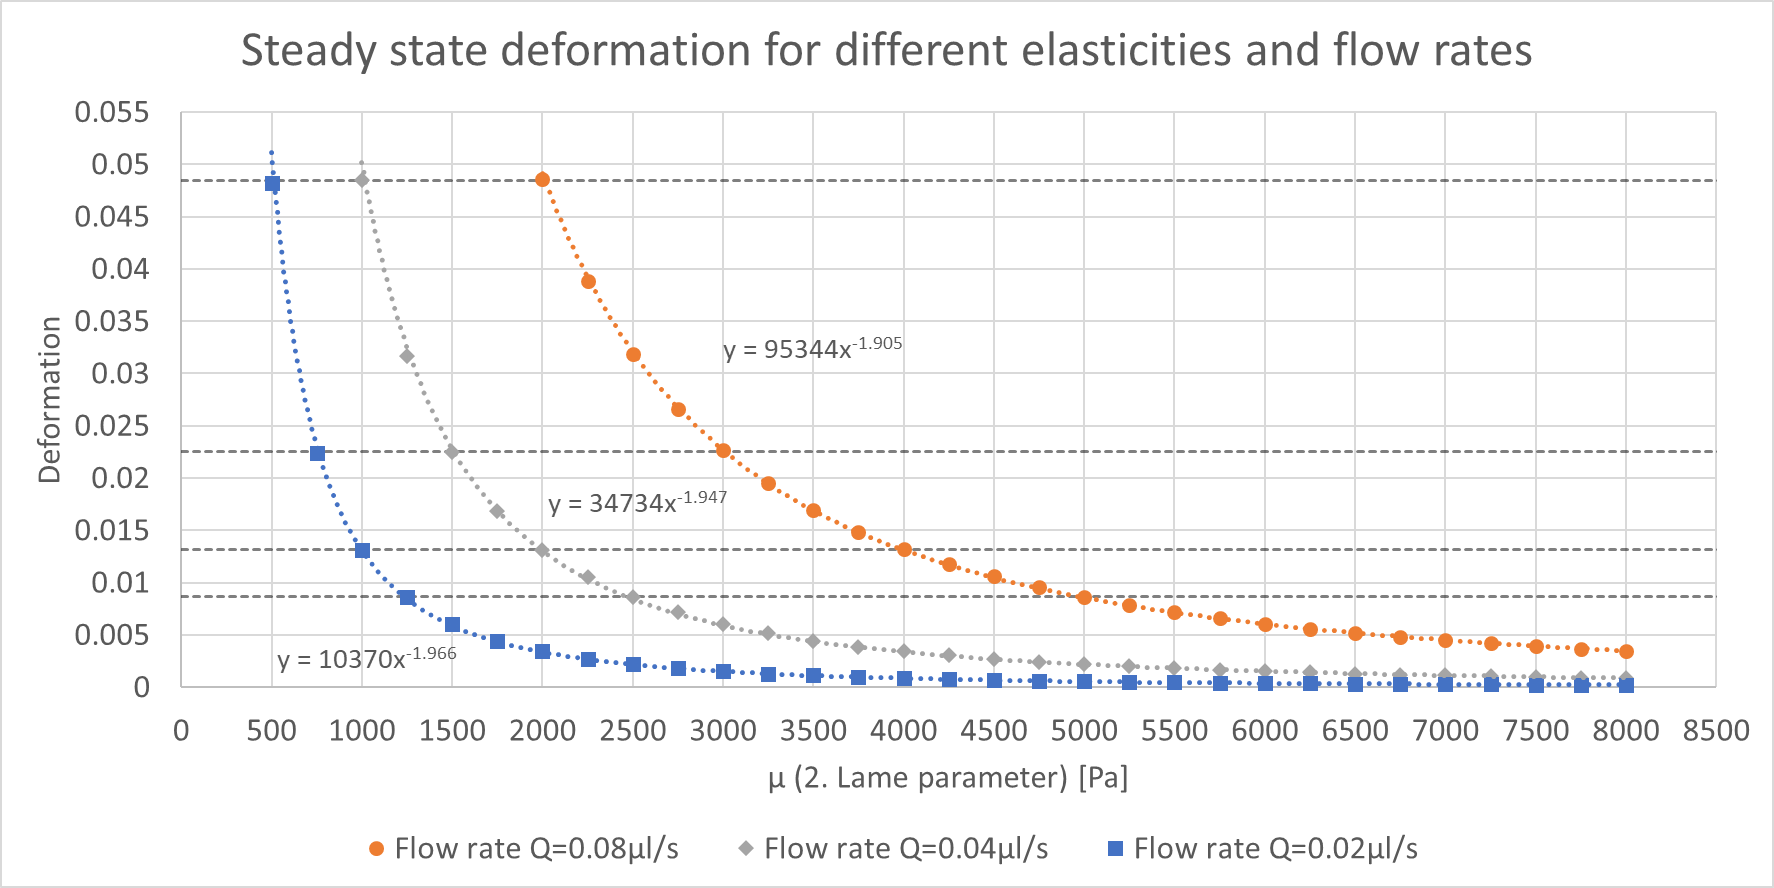 Steady state deformation for different elasticities and flow rates
0.055
0.05
0.045
0.04
0.035
0.03
0.025
0.02
0.015
0.01
0.005
0
Deformation
y = 95344x^-1.905
y = 34734x^-1.947
y = 10370x^-1.966
0 500 1000 1500 2000 2500 3000 3500 4000 4500 5000 5500 6000 6500 7000 7500 8000 8500
μ (2. Lame parameter) [Pa]
Flow rate Q=0.08μl/s Flow rate Q=0.04μl/s Flow rate Q=0.02μl/s